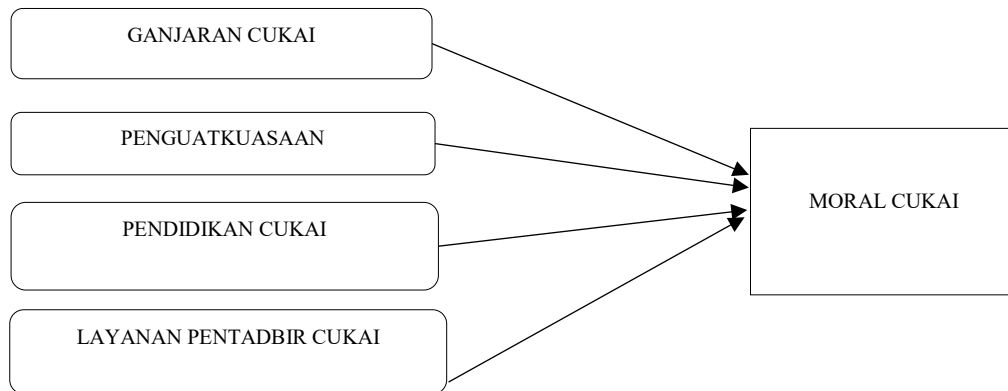 GANJARAN CUKAI
PENGUATKUASAAN
MORAL CUKAI
PENDIDIKAN CUKAI
LAYANAN PENTADBIR CUKAI